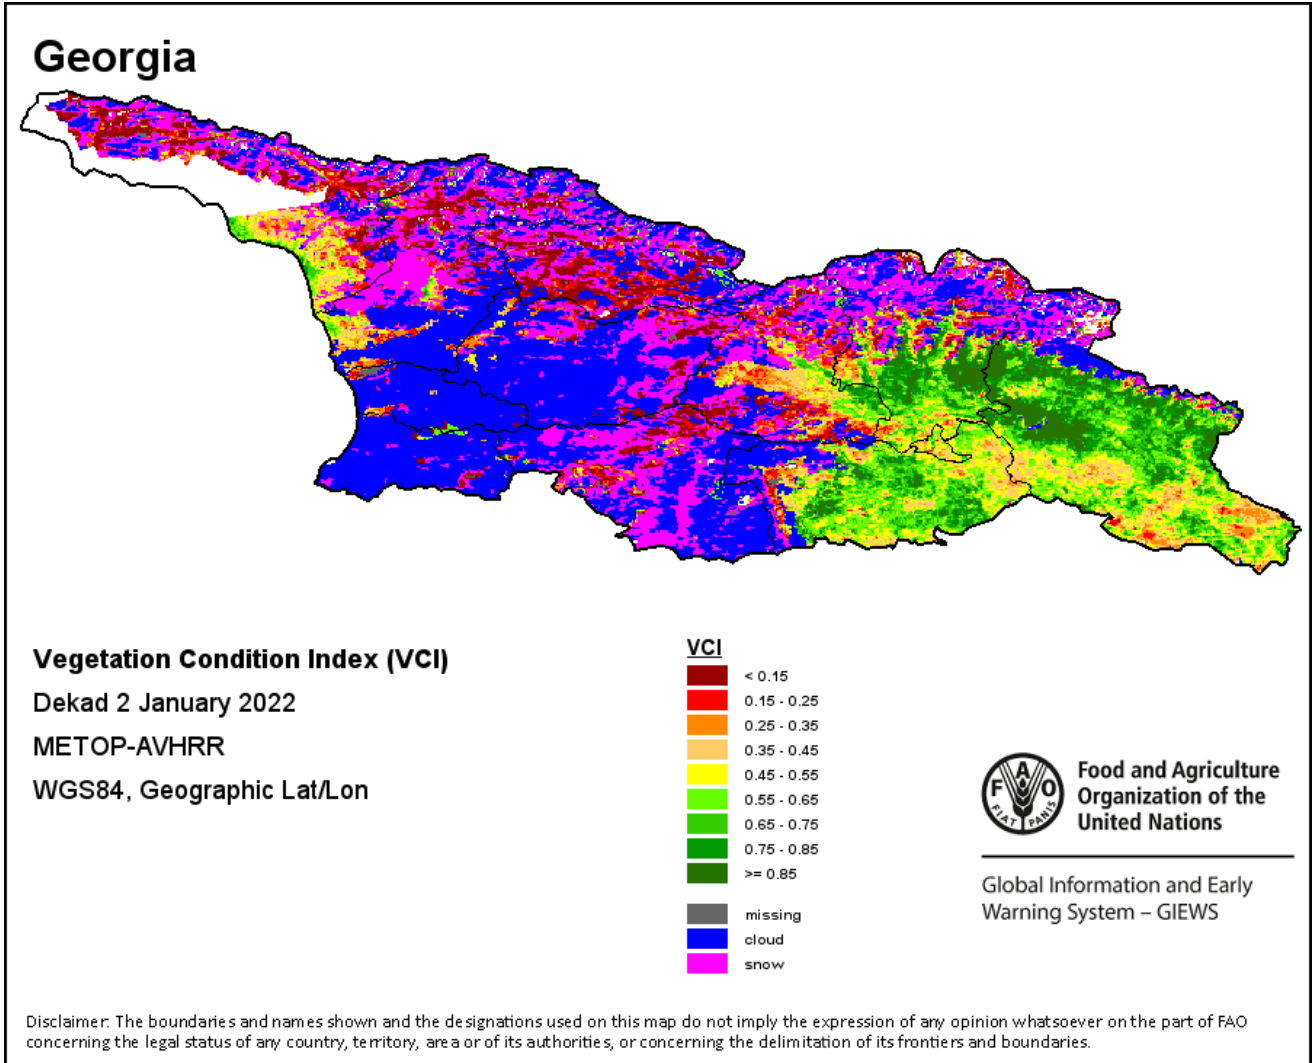 Georgia
Vegetation Condition Index (VCI)
Dekad 2 January 2022
METOP-AVHRR
WGS84, Geographic Lat/Lon
VCI
< 0.15
0.15 - 0.25
0.25 - 0.35
0.35 - 0.45
0.45 - 0.55
0.55 - 0.65
0.65 - 0.75
0.75 - 0.85
>= 0.85
missing
cloud
snow
F A O
FIAT PANIS
Food and Agriculture
Organization of the
United Nations
Global Information and Early
Warning System – GIEWS
Disclaimer: The boundaries and names shown and the designations used on this map do not imply the expression of any opinion whatsoever on the part of FAO
concerning the legal status of any country, territory, area or of its authorities, or concerning the delimitation of its frontiers and boundaries.